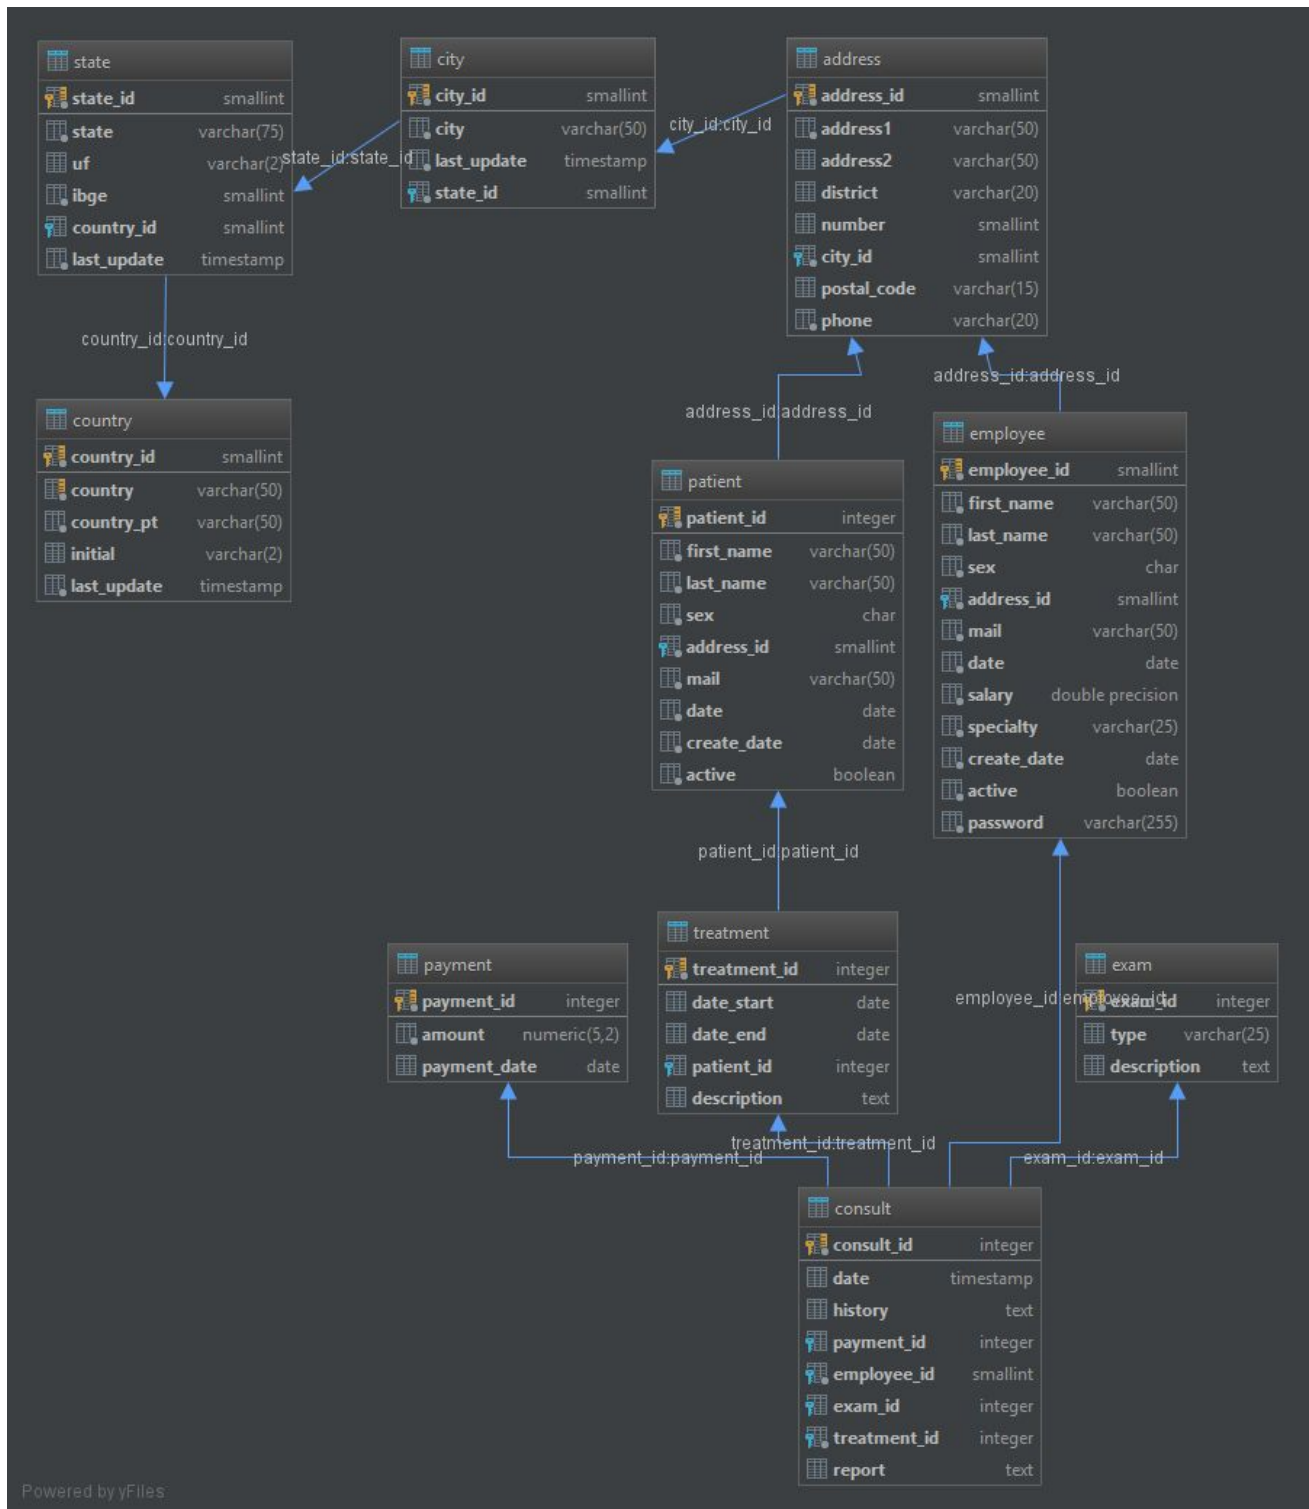 state
state_id smallint
state varchar(75)
uf varchar(2)
ibge smallint
country_id smallint
last_update timestamp
state_id:state_id
city
city_id smallint
city varchar(50)
last_update timestamp
state_id smallint
city_id:city_id
address
address_id smallint
address1 varchar(50)
address2 varchar(50)
district varchar(20)
number smallint
city_id smallint
postal_code varchar(15)
phone varchar(20)
country_id:country_id
country
country_id smallint
country varchar(50)
country_pt varchar(50)
initial varchar(2)
last_update timestamp
address_id:address_id
address_id:address_id
patient
patient_id integer
first_name varchar(50)
last_name varchar(50)
sex char
address_id smallint
mail varchar(50)
date date
create_date date
active boolean
employee
employee_id smallint
first_name varchar(50)
last_name varchar(50)
sex char
address_id smallint
mail varchar(50)
date date
salary double precision
specialty varchar(25)
create_date date
active boolean
password varchar(255)
patient_id:patient_id
payment
payment_id integer
amount numeric(5,2)
payment_date date
treatment
treatment_id integer
date_start date
date_end date
patient_id integer
description text
employee_id:employee_id
exam
exam_id integer
type varchar(25)
description text
payment_id:payment_id
treatment_id:treatment_id
exam_id:exam_id
consult
consult_id integer
date timestamp
history text
payment_id integer
employee_id smallint
exam_id integer
treatment_id integer
report text
Powered by yFiles